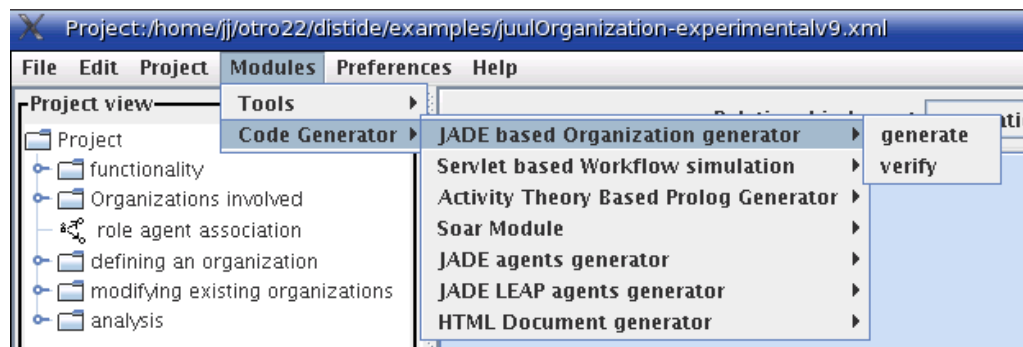 Project:/home/jj/otro22/distide/examples/juulOrganization-experimentalv9.xml
File Edit Project Modules Preferences Help
Project view
Project
functionality
Organizations involved
role agent association
defining an organization
modifying existing organizations
analysis
Tools
Code Generator
JADE based Organization generator
Servlet based Workflow simulation
Activity Theory Based Prolog Generator
Soar Module
JADE agents generator
JADE LEAP agents generator
HTML Document generator
generate
verify